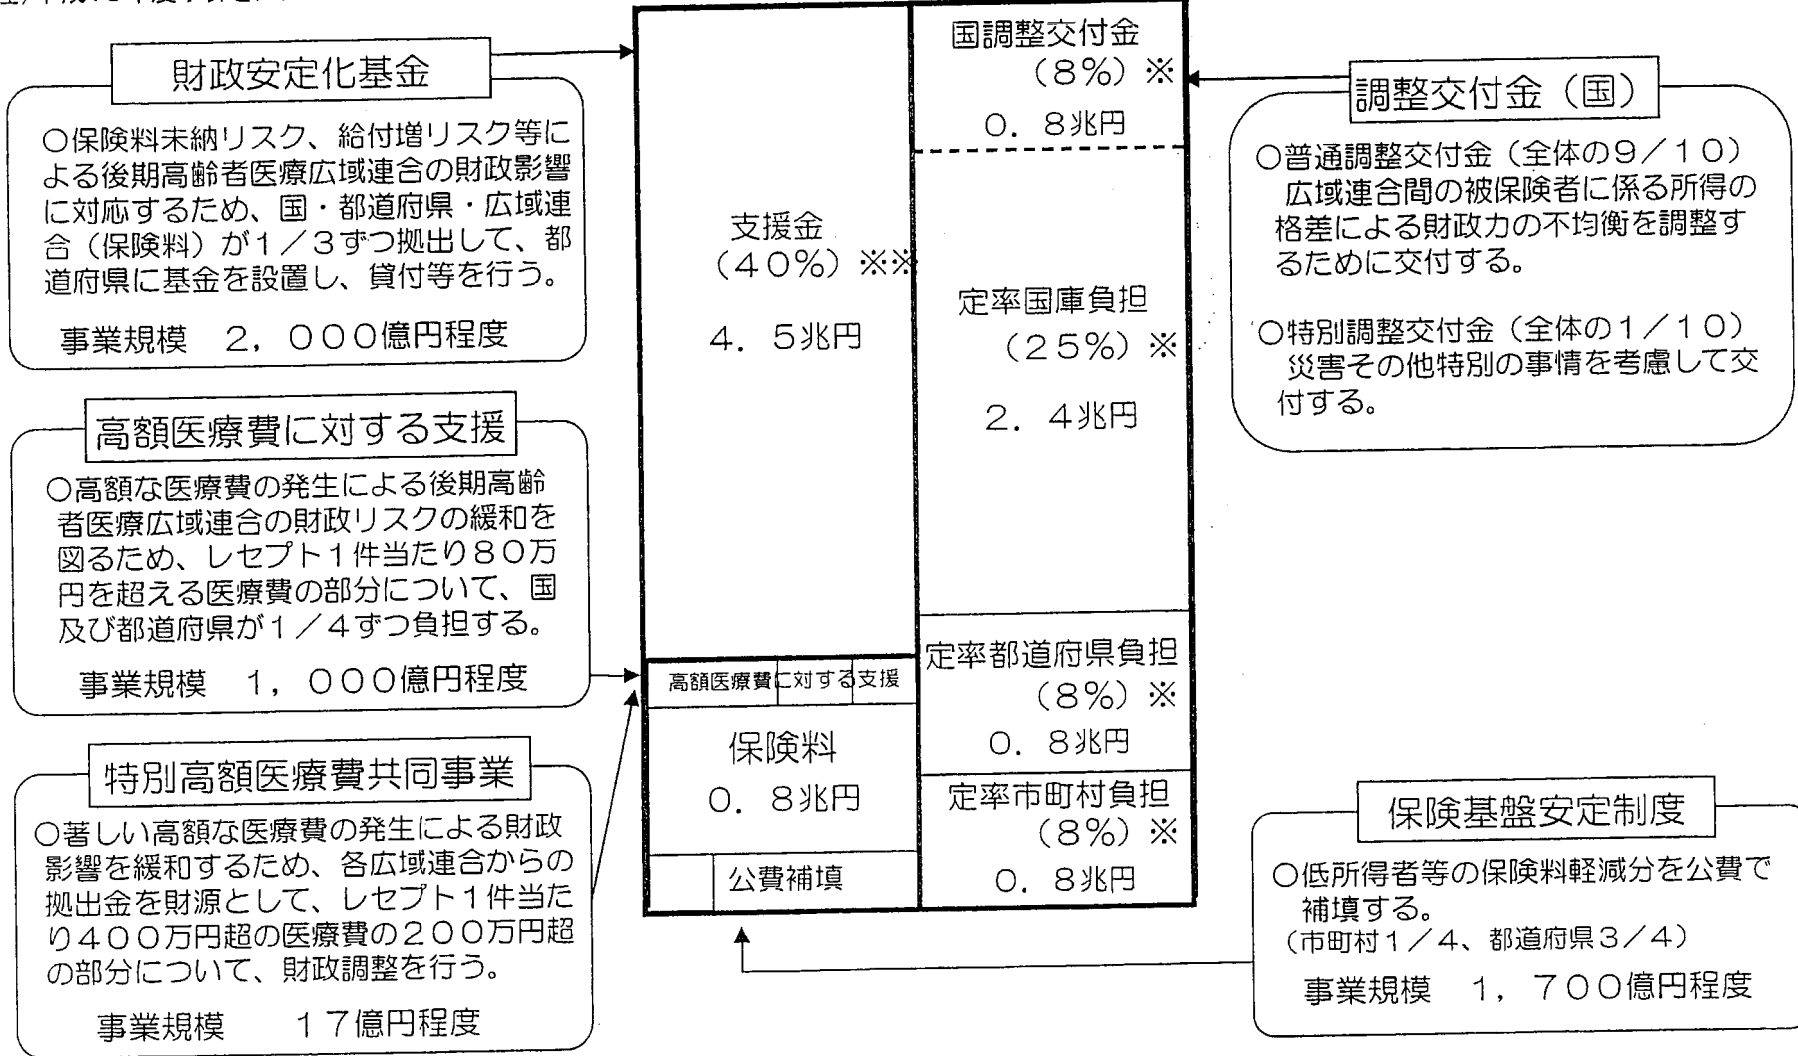 財政安定化基金
○保険料未納リスク、給付増リスク等に
よる後期高齢者医療広域連合の財政影響
に対応するため、国・都道府県・広域連
合（保険料）が１／３ずつ拠出して、都
道府県に基金を設置し、貸付等を行う。
事業規模　２，０００億円程度
高額医療費に対する支援
○高額な医療費の発生による後期高齢
者医療広域連合の財政リスクの緩和を
図るため、レセプト１件当たり８０万
円を超える医療費の部分について、国
及び都道府県が１／４ずつ負担する。
事業規模　１，０００億円程度
特別高額医療費共同事業
○著しい高額な医療費の発生による財政
影響を緩和するため、各広域連合からの
拠出金を財源として、レセプト１件当た
り４００万円超の医療費の２００万円超
の部分について、財政調整を行う。
事業規模　１７億円程度
支援金
（４０％）※※
４．５兆円
高額医療費に対する支援
保険料
０．８兆円
公費補填
国調整交付金
（８％）※
０．８兆円
定率国庫負担
（２５％）※
２．４兆円
定率都道府県負担
（８％）※
０．８兆円
定率市町村負担
（８％）※
０．８兆円
調整交付金（国）
○普通調整交付金（全体の９／１０）
広域連合間の被保険者に係る所得の
格差による財政力の不均衡を調整す
るために交付する。
○特別調整交付金（全体の１／１０）
災害その他特別の事情を考慮して交
付する。
保険基盤安定制度
○低所得者等の保険料軽減分を公費で
補填する。
（市町村１／４、都道府県３／４）
事業規模　１，７００億円程度